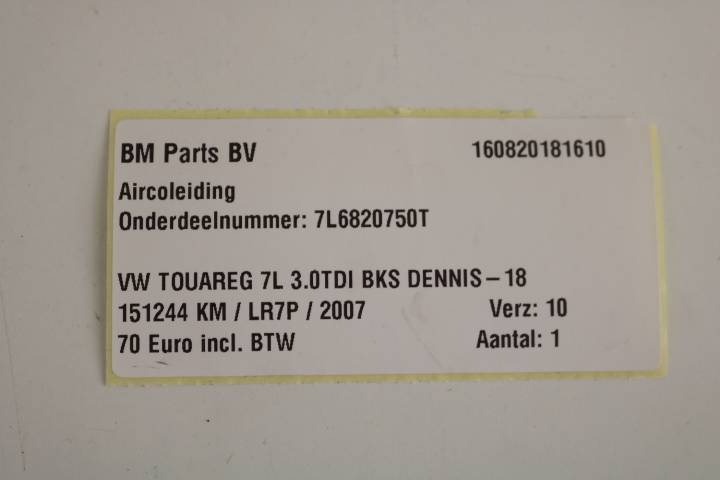 BM Parts BV 160820181610
Aircoleiding
Onderdeelnummer: 7L6820750T
VW TOUAREG 7L 3.0TDI BKS DENNIS-18
151244 KM / LR7P / 2007 Verz: 10
70 Euro incl. BTW Aantal: 1